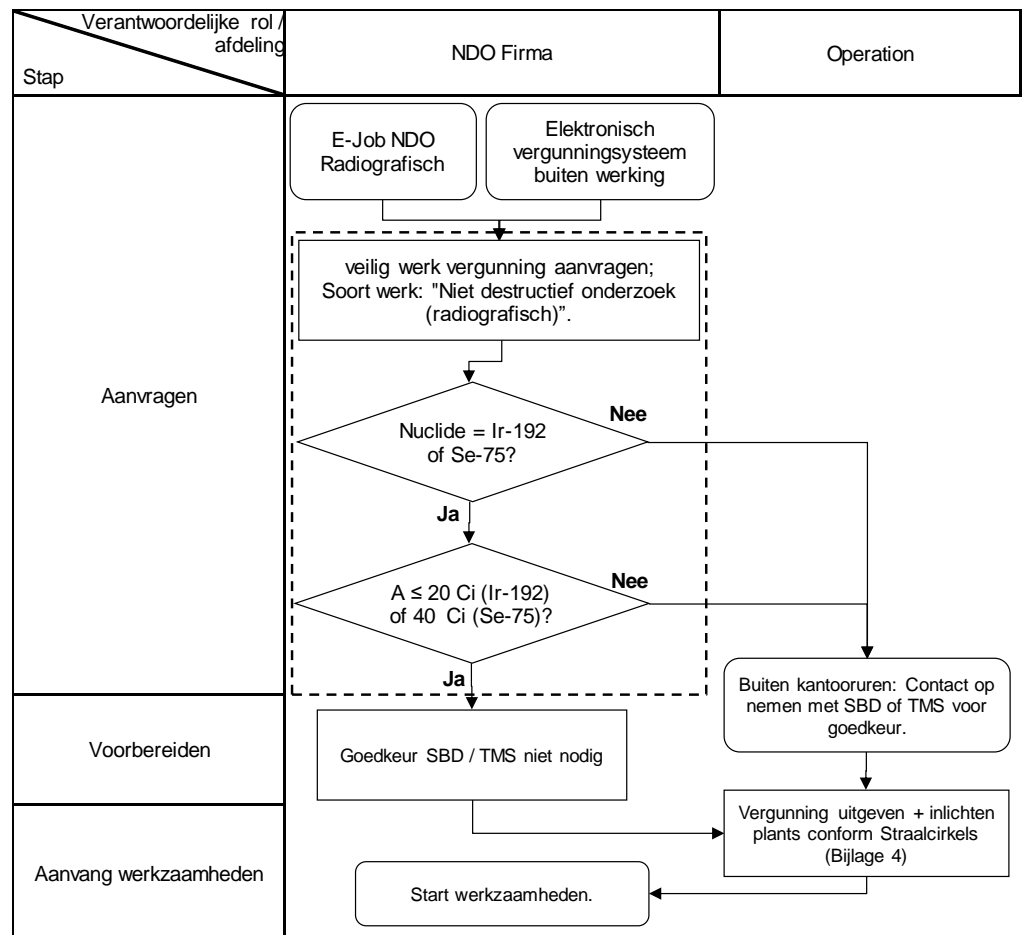 Verantwoordelijke rol /
afdeling
Stap
NDO Firma
Operation
E-Job NDO
Radiografisch
Elektronisch
vergunningsysteem
buiten werking
veilig werk vergunning aanvragen;
Soort werk: "Niet destructief onderzoek
(radiografisch)”.
Aanvragen
Nuclide = Ir-192
of Se-75?
Nee
Ja
A ≤ 20 Ci (Ir-192)
of 40 Ci (Se-75)?
Nee
Ja
Buiten kantooruren: Contact op
nemen met SBD of TMS voor
goedkeur.
Voorbereiden
Goedkeur SBD / TMS niet nodig
Vergunning uitgeven + inlichten
plants conform Straalcirkels
(Bijlage 4)
Aanvang werkzaamheden
Start werkzaamheden.